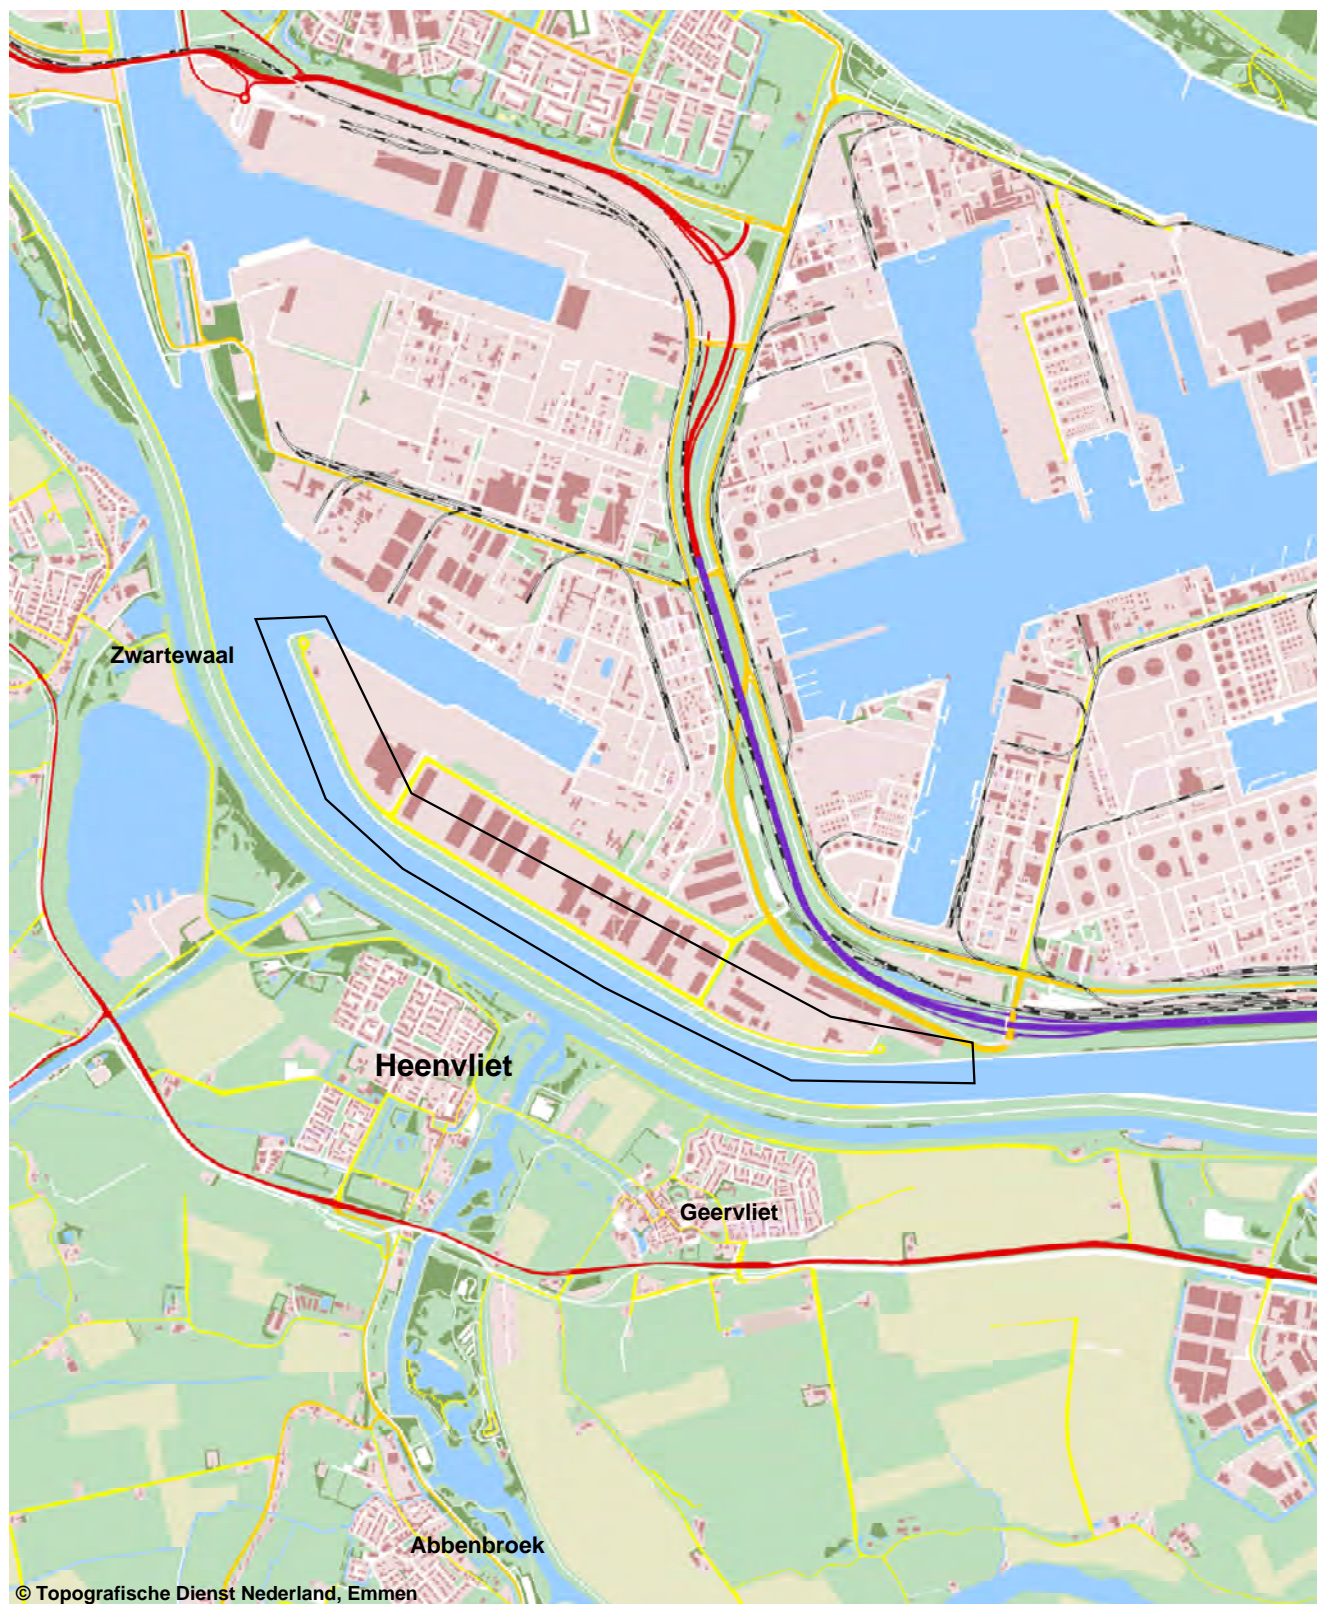 Zwartewaal
Heenvliet
Geervliet
Abbenbroek
© Topografische Dienst Nederland, Emmen